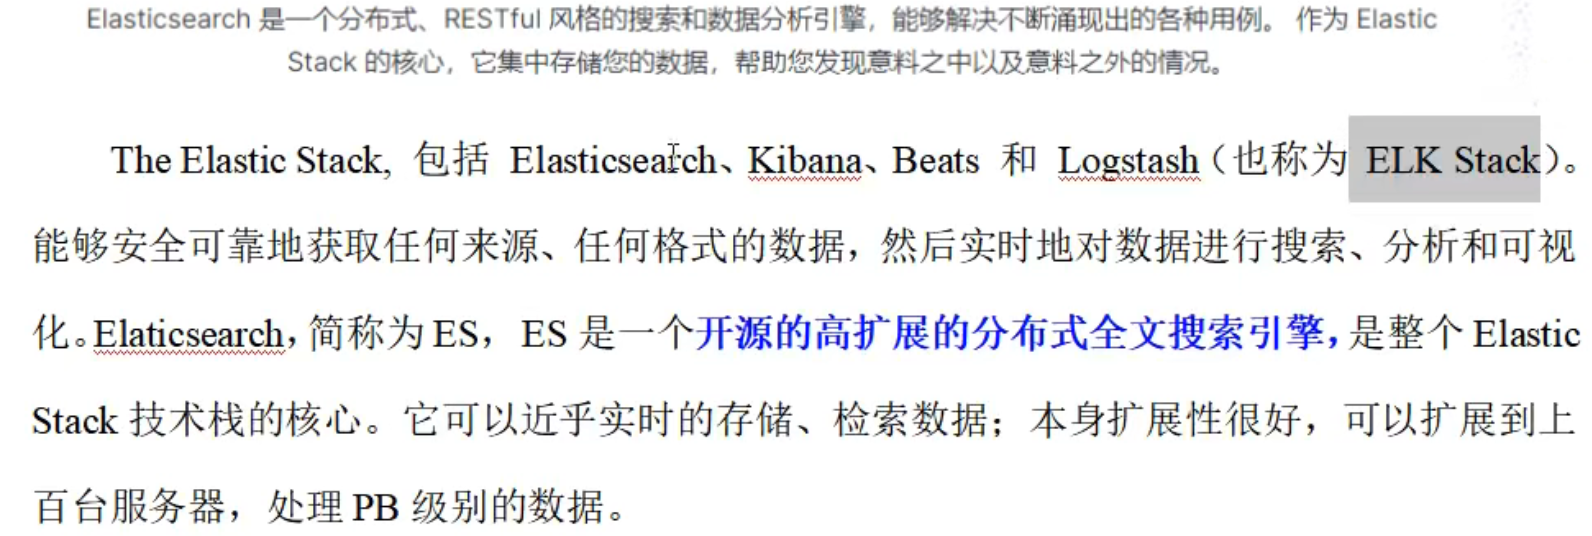 Elasticsearch 是一个分布式、RESTful 风格的搜索和数据分析引擎，能够解决不断涌现出的各种用例。 作为 Elastic
Stack 的核心，它集中存储您的数据，帮助您发现意料之中以及意料之外的情况。
The Elastic Stack, 包括 Elasticsearch、Kibana、Beats 和 Logstash（也称为 ELK Stack）。
能够安全可靠地获取任何来源、任何格式的数据，然后实时地对数据进行搜索、分析和可视
化。Elaticsearch，简称为 ES， ES 是一个开源的高扩展的分布式全文搜索引擎，是整个 Elastic
Stack 技术栈的核心。它可以近乎实时的存储、检索数据；本身扩展性很好，可以扩展到上
百台服务器，处理 PB 级别的数据。